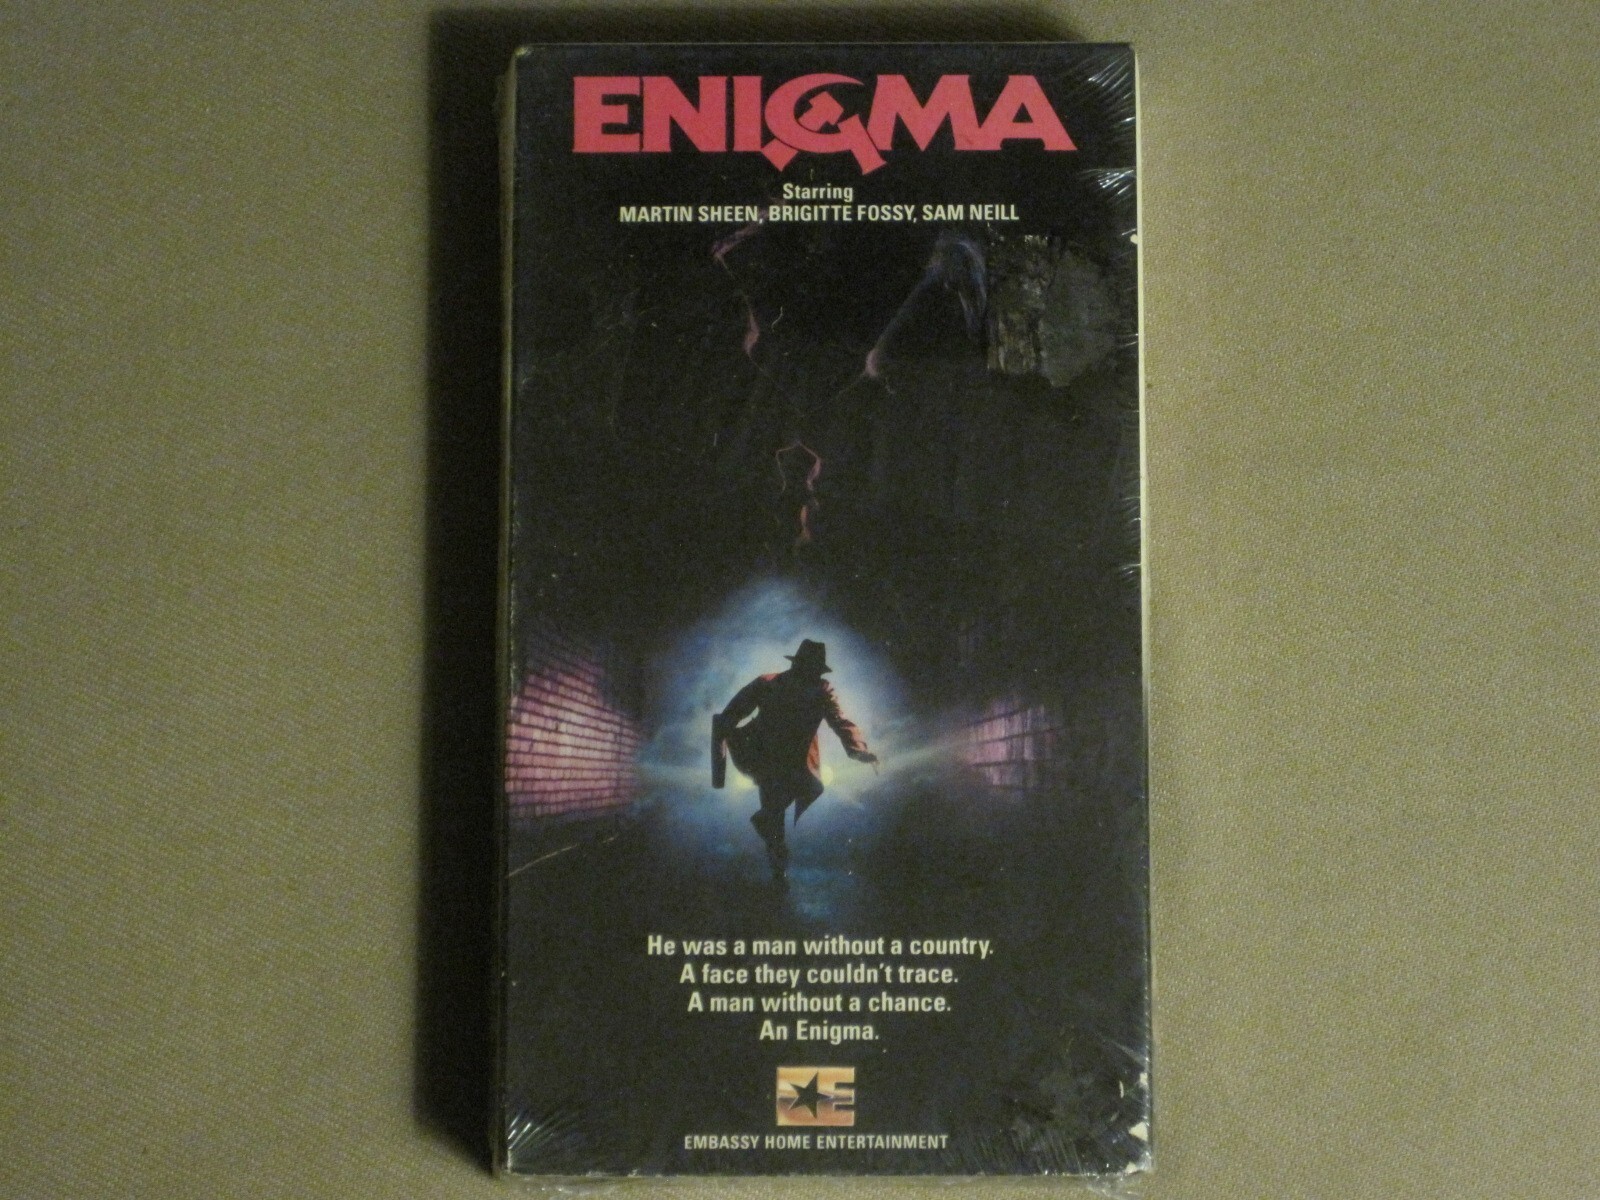 ENIGMA
Starring
MARTIN SHEEN, BRIGITTE FOSSY, SAM NEILL
He was a man without a country.
A face they couldn't trace.
A man without a chance.
An Enigma.
E
EMBASSY HOME ENTERTAINMENT